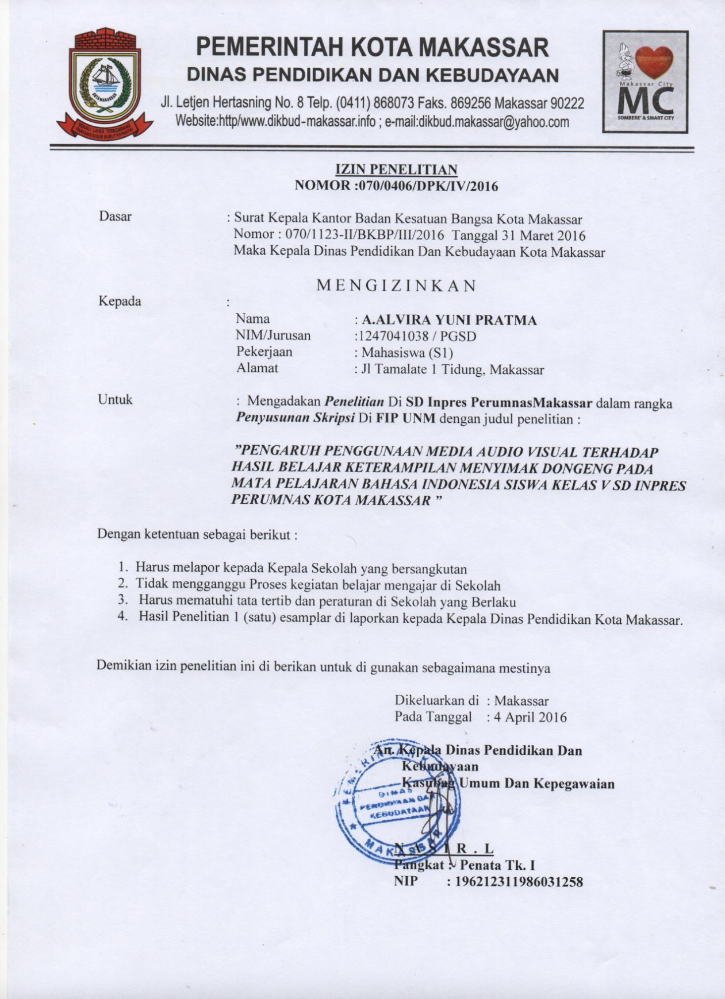 PEMERINTAH KOTA MAKASSAR
DINAS PENDIDIKAN DAN KEBUDAYAAN
Jl. Letjen Hertasning No. 8 Telp. (0411) 868073 Faks. 869256 Makassar 90222
Website:http/www.dikbud-makassar.info ; e-mail:dikbud.makassar@yahoo.com
KOTA MAKASSAR
SEKALI LAYAR TERKEMBANG
PANTANG BIDUK SURUT KEPANTAI
Makassar City
MC
SOMBERE' & SMART CITY
IZIN PENELITIAN
NOMOR :070/0406/DPK/IV/2016
Dasar : Surat Kepala Kantor Badan Kesatuan Bangsa Kota Makassar
Nomor : 070/1123-II/BKBP/III/2016 Tanggal 31 Maret 2016
Maka Kepala Dinas Pendidikan Dan Kebudayaan Kota Makassar
M E N G I Z I N K A N
Kepada :
Nama : A.ALVIRA YUNI PRATMA
NIM/Jurusan :1247041038 / PGSD
Pekerjaan : Mahasiswa (S1)
Alamat : Jl Tamalate 1 Tidung, Makassar
Untuk : Mengadakan Penelitian Di SD Inpres PerumnasMakassar dalam rangka
Penyusunan Skripsi Di FIP UNM dengan judul penelitian :
”PENGARUH PENGGUNAAN MEDIA AUDIO VISUAL TERHADAP
HASIL BELAJAR KETERAMPILAN MENYIMAK DONGENG PADA
MATA PELAJARAN BAHASA INDONESIA SISWA KELAS V SD INPRES
PERUMNAS KOTA MAKASSAR ”
Dengan ketentuan sebagai berikut :
1. Harus melapor kepada Kepala Sekolah yang bersangkutan
2. Tidak mengganggu Proses kegiatan belajar mengajar di Sekolah
3. Harus mematuhi tata tertib dan peraturan di Sekolah yang Berlaku
4. Hasil Penelitian 1 (satu) esamplar di laporkan kepada Kepala Dinas Pendidikan Kota Makassar.
Demikian izin penelitian ini di berikan untuk di gunakan sebagaimana mestinya
Dikeluarkan di : Makassar
Pada Tanggal : 4 April 2016
An. Kepala Dinas Pendidikan Dan
Kebudayaan
Kasubag Umum Dan Kepegawaian
DINAS
PENDIDIKAN DAN
KEBUDAYAAN
MAKASSAR
N A S I R . L
Pangkat : Penata Tk. I
NIP : 196212311986031258